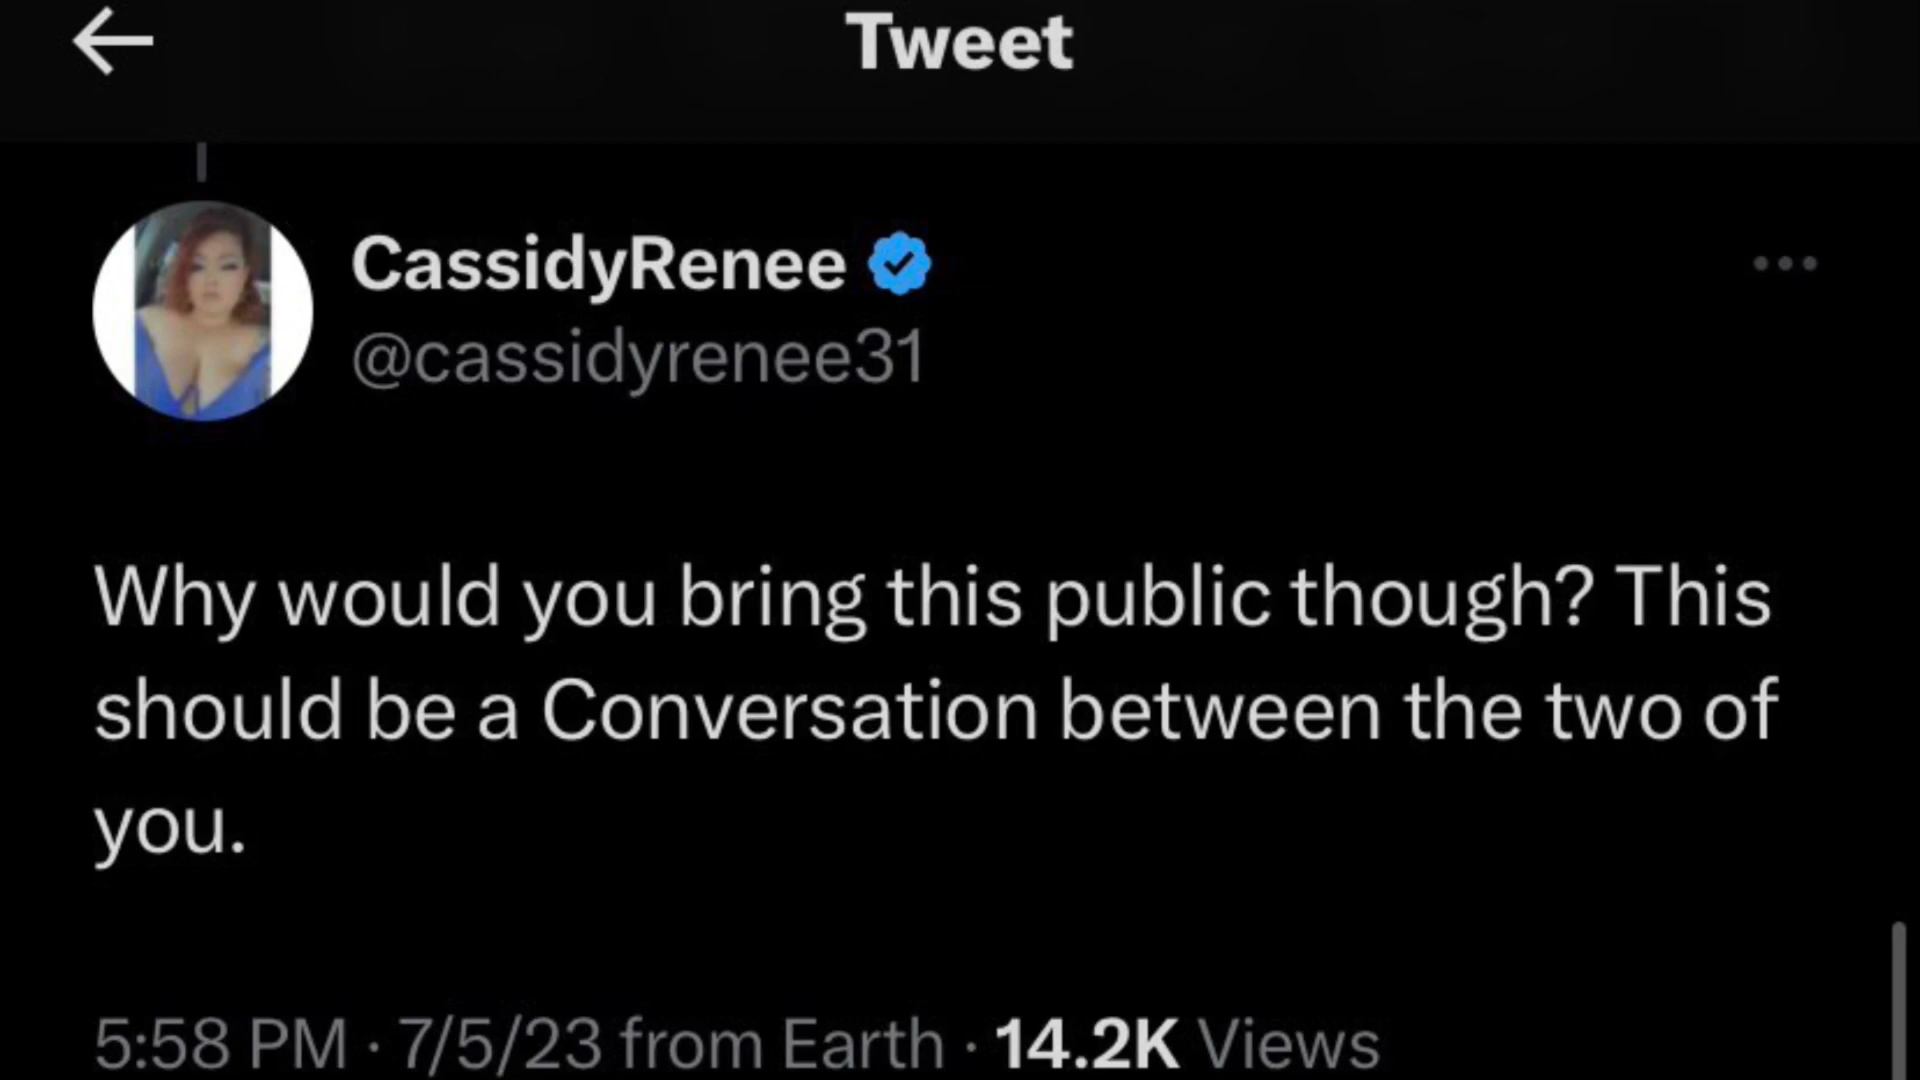 Tweet
CassidyRenee
@cassidyrenee31
Why would you bring this public though? This
should be a Conversation between the two of
you.
5:58 PM · 7/5/23 from Earth · 14.2K Views